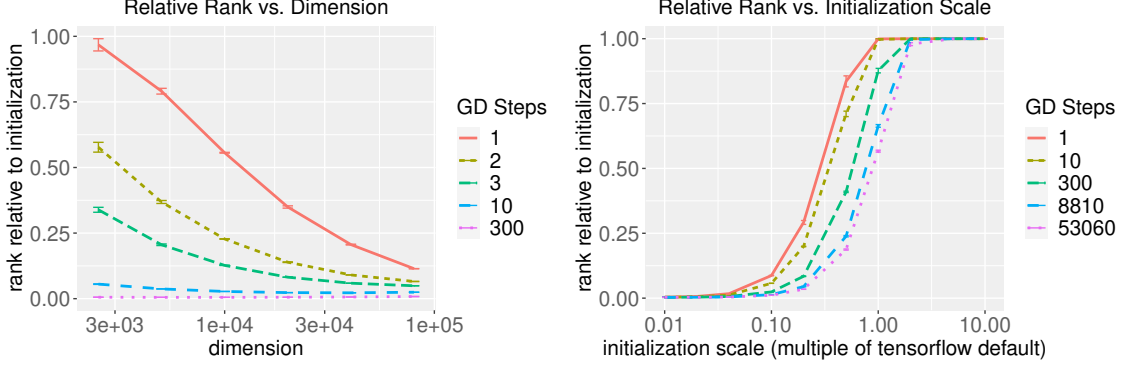 Relative Rank vs. Dimension
rank relative to initialization
1.00
0.75
0.50
0.25
0.00
3e+03
1e+04
3e+04
1e+05
dimension
GD Steps
1
2
3
10
300
Relative Rank vs. Initialization Scale
rank relative to initialization
1.00
0.75
0.50
0.25
0.00
0.01
0.10
1.00
10.00
initialization scale (multiple of tensorflow default)
GD Steps
1
10
300
8810
53060